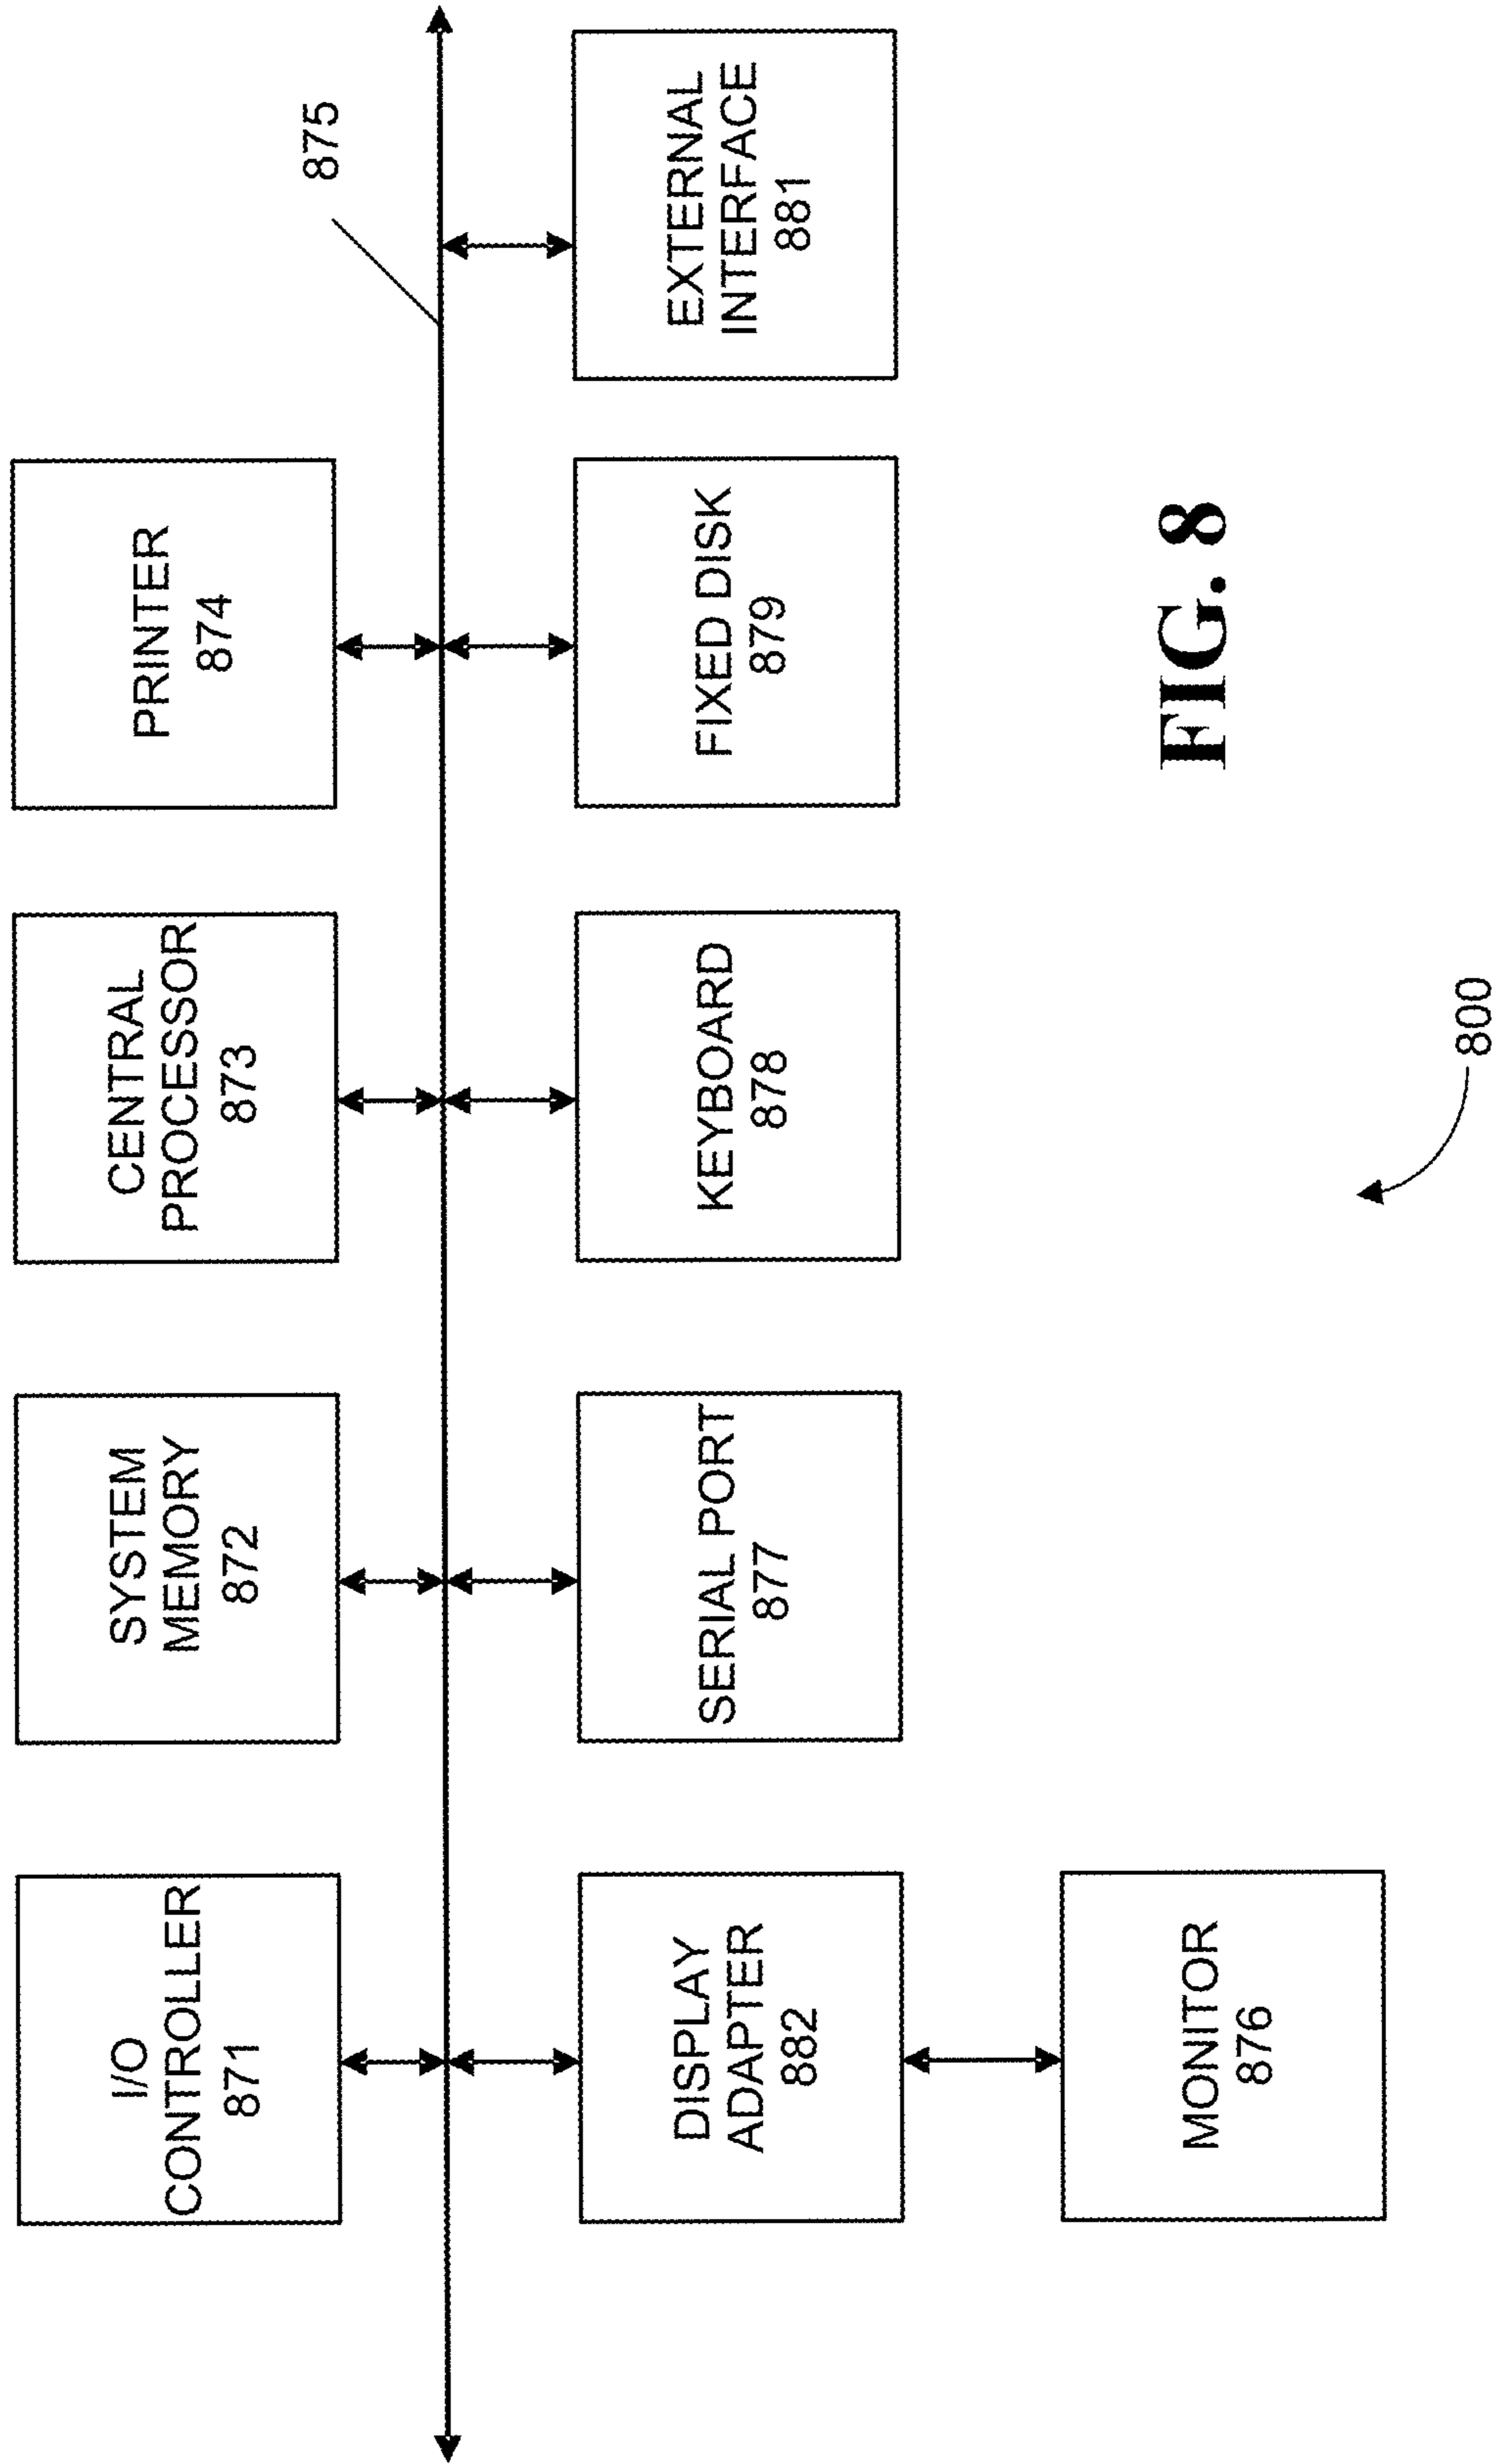 I/O
CONTROLLER
871
SYSTEM
MEMORY
872
CENTRAL
PROCESSOR
873
PRINTER
874
875
DISPLAY
ADAPTER
882
SERIAL PORT
877
KEYBOARD
878
FIXED DISK
879
EXTERNAL
INTERFACE
881
MONITOR
876
800
FIG. 8